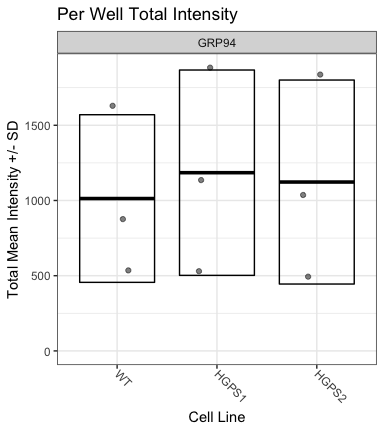 Per Well Total Intensity
GRP94
Total Mean Intensity +/- SD
1500
1000
500
0
WT
HGPS1
HGPS2
Cell Line